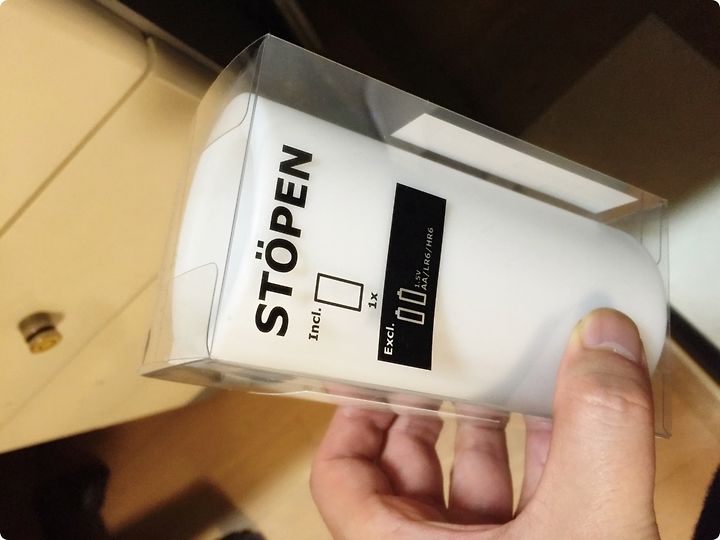 STÖPEN
Incl.
1x
Excl.
1.5V
AA/LR6/HR6